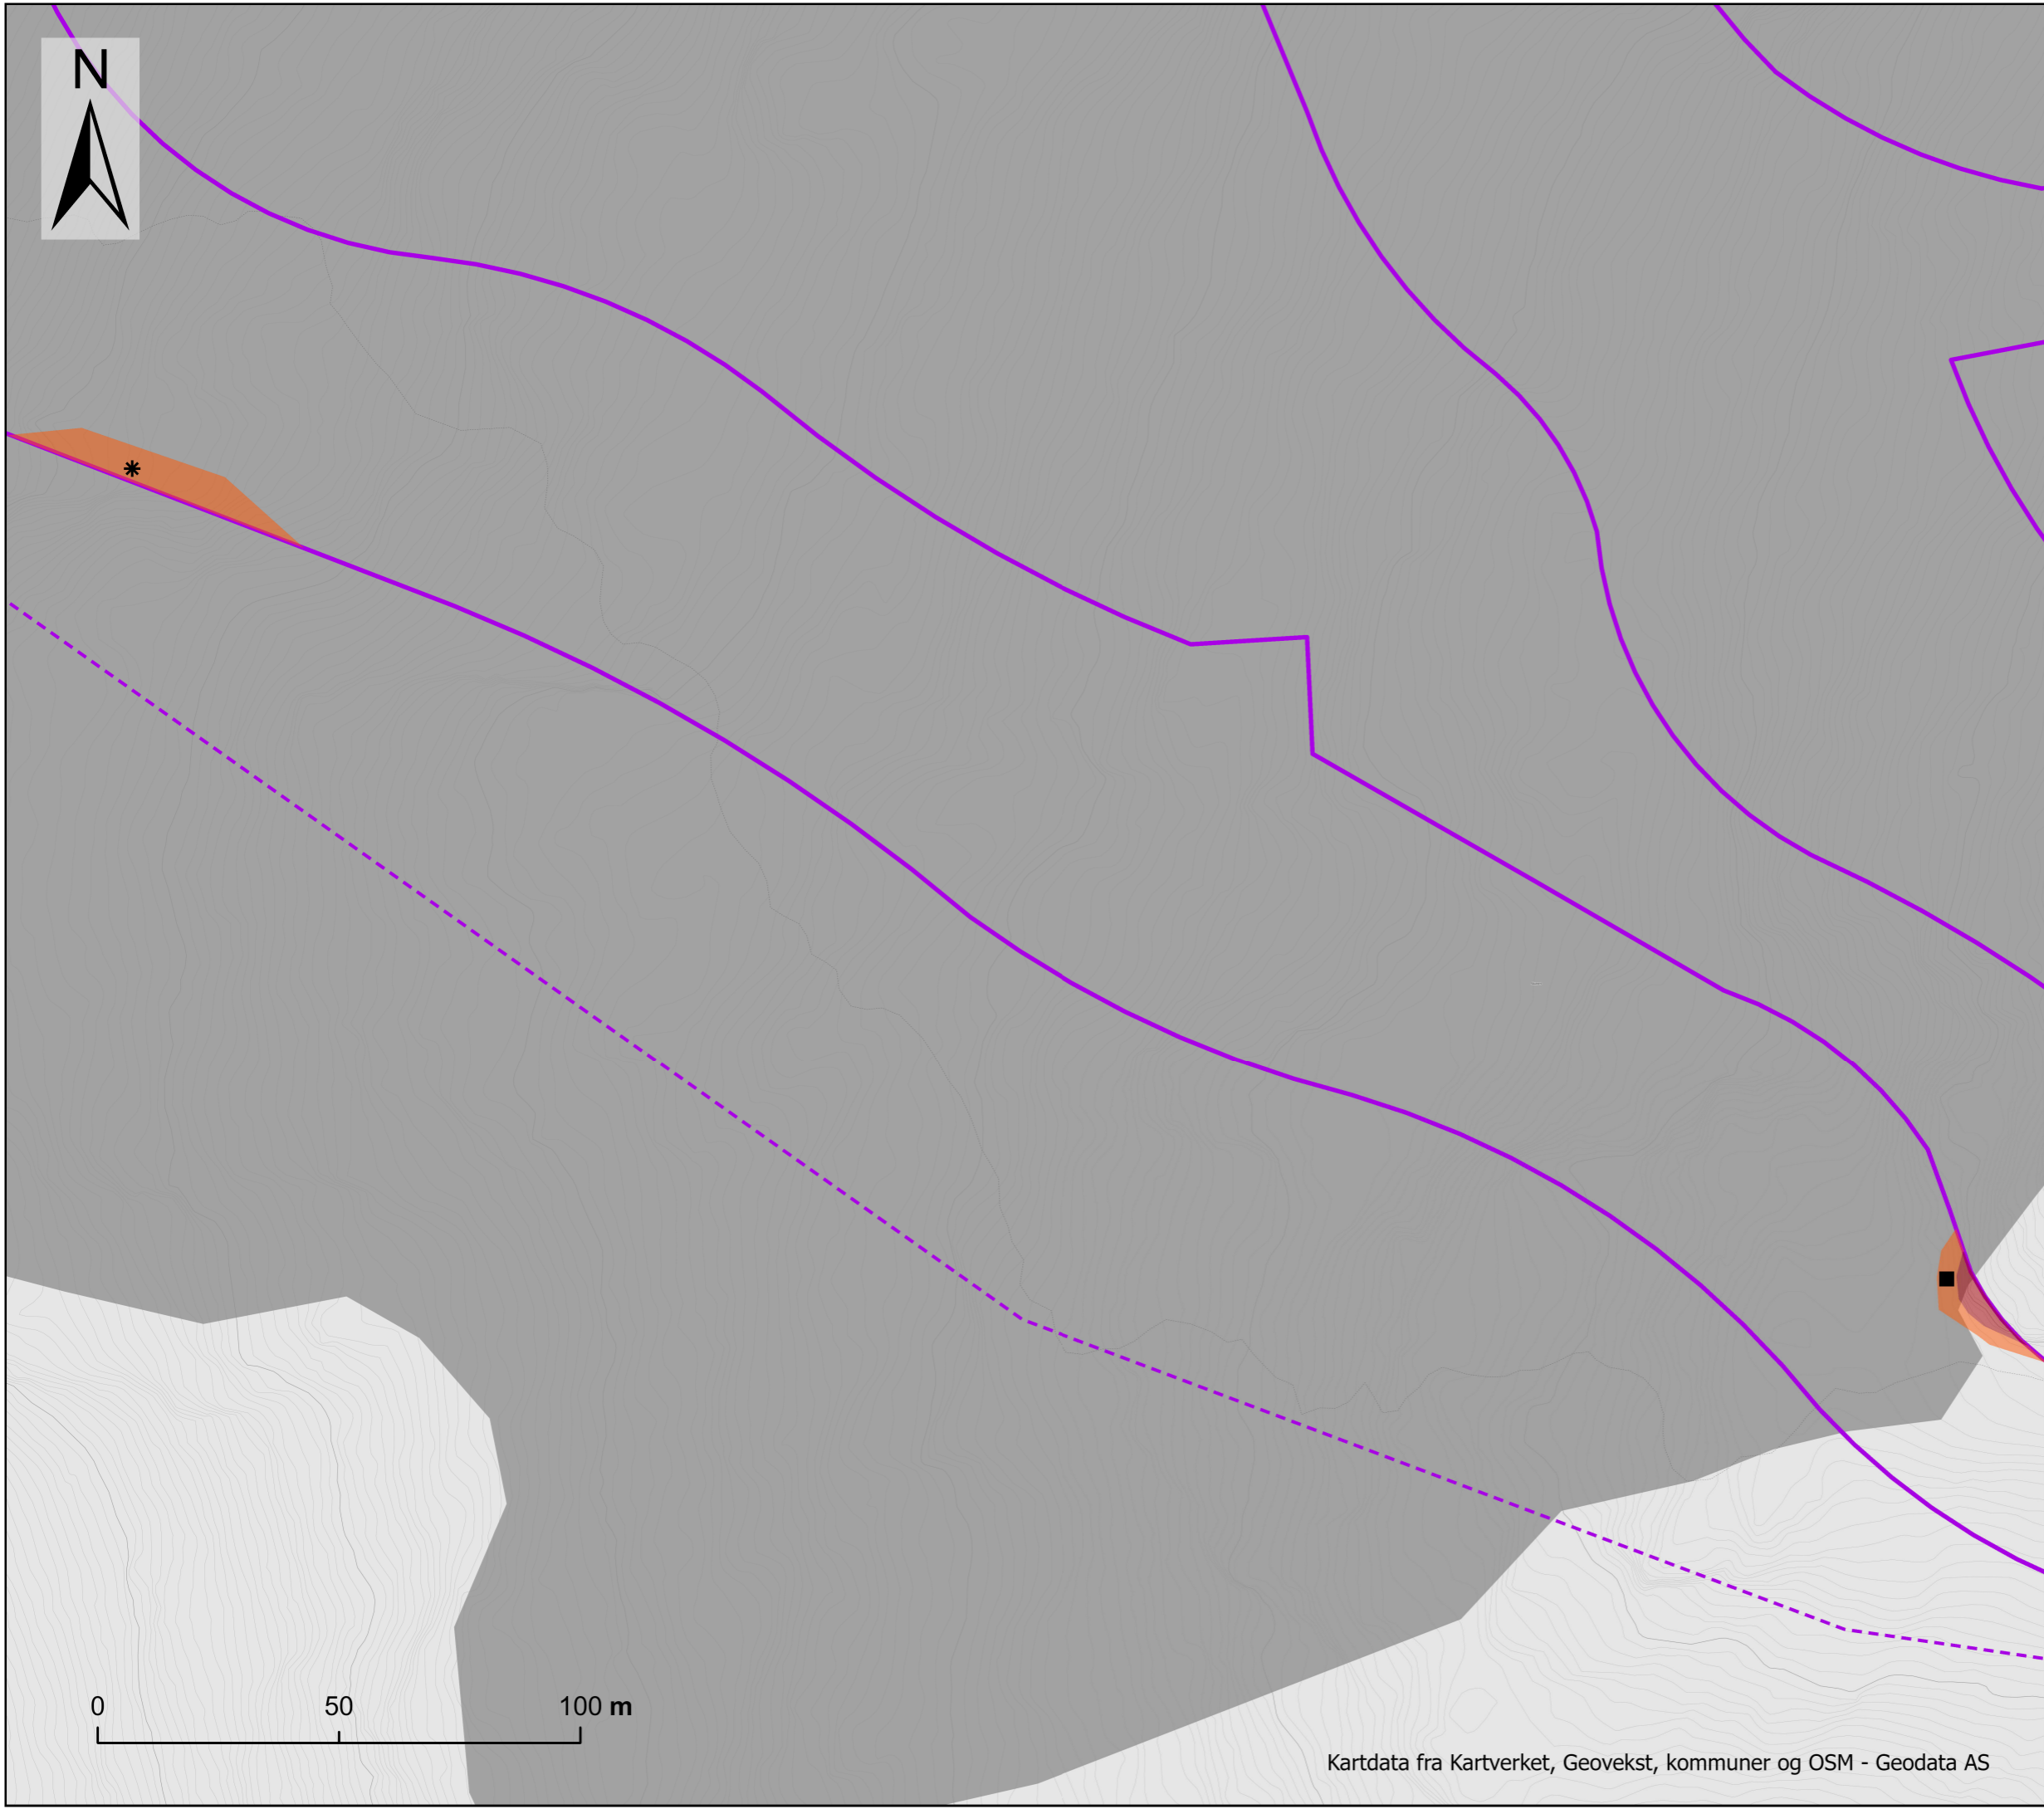 N
0 50 100 m
Kartdata fra Kartverket, Geovekst, kommuner og OSM - Geodata AS